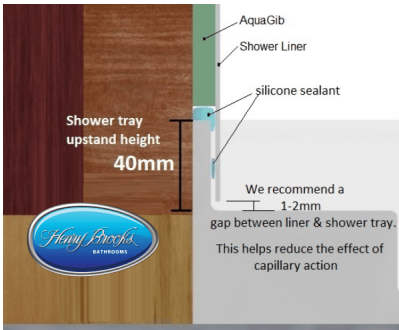 AquaGib
Shower Liner
silicone sealant
Shower tray
upstand height
40mm
We recommend a
1-2mm
gap between liner & shower tray.
This helps reduce the effect of
capillary action
Henry Brooks
BATHROOMS